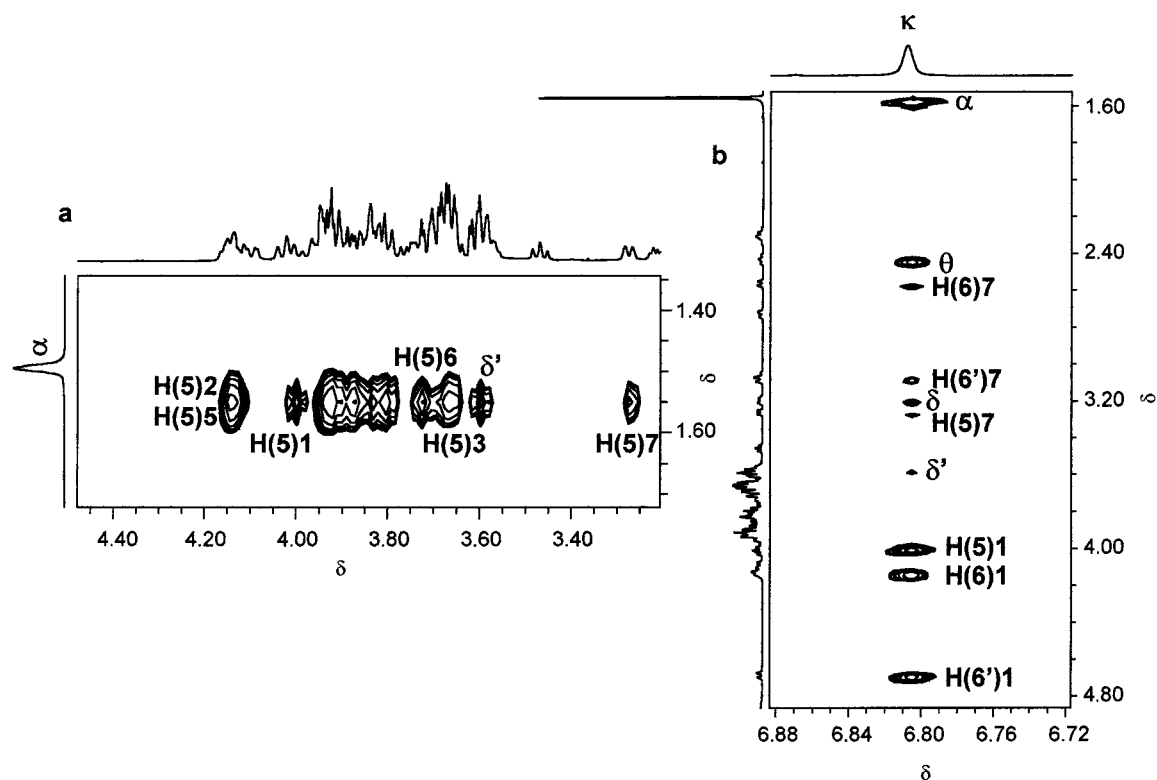 a
α
H(5)2
H(5)5
H(5)1
H(5)6
δ'
H(5)3
H(5)7
1.40
δ
1.60
4.40 4.20 4.00 3.80 3.60 3.40
δ
b
κ
α
θ
H(6)7
H(6')7
δ
H(5)7
δ'
H(5)1
H(6)1
H(6')1
1.60
2.40
3.20
δ
4.00
4.80
6.88 6.84 6.80 6.76 6.72
δ